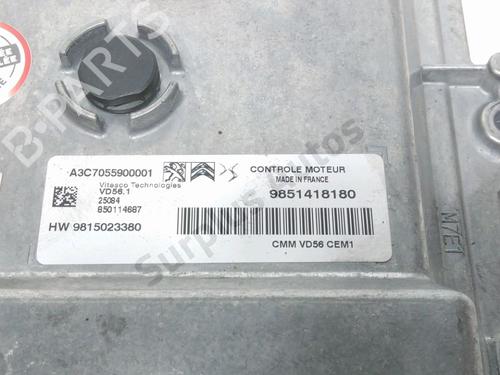 A3C7055900001
Vitesco Technologies
VD56.1
25084
850114687
HW 9815023380
CONTROLE MOTEUR
MADE IN FRANCE
9851418180
CMM VD56 CEM1
M7E1
B-PARTS
Surplus Autos